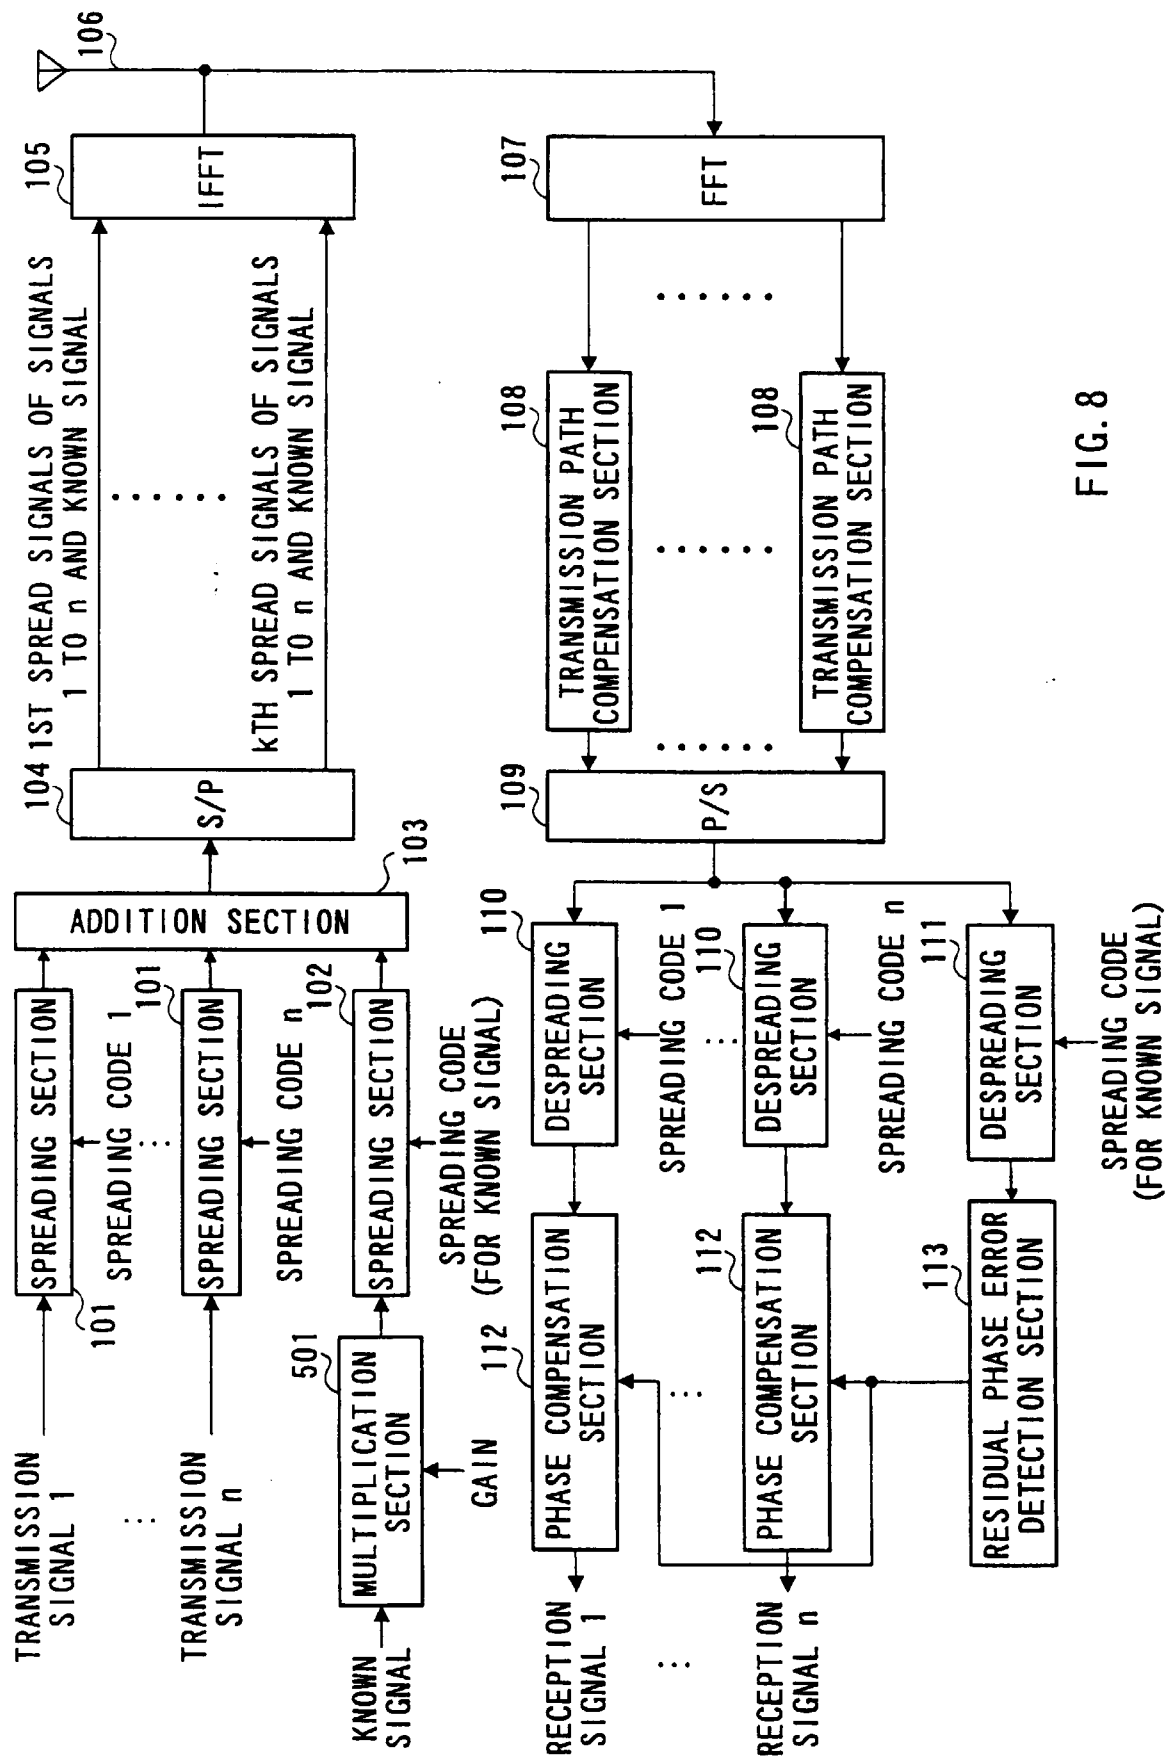 TRANSMISSION
SIGNAL 1
101
SPREADING SECTION
SPREADING CODE 1
TRANSMISSION
SIGNAL n
101
SPREADING SECTION
SPREADING CODE n
KNOWN
SIGNAL
501
MULTIPLICATION
SECTION
GAIN
102
SPREADING SECTION
SPREADING CODE
(FOR KNOWN SIGNAL)
ADDITION SECTION
103
104
S/P
1ST SPREAD SIGNALS OF SIGNALS
1 TO n AND KNOWN SIGNAL
kTH SPREAD SIGNALS OF SIGNALS
1 TO n AND KNOWN SIGNAL
105
IFFT
106
107
FFT
108
TRANSMISSION PATH
COMPENSATION SECTION
108
TRANSMISSION PATH
COMPENSATION SECTION
109
P/S
110
DESPREADING
SECTION
SPREADING CODE 1
110
DESPREADING
SECTION
SPREADING CODE n
111
DESPREADING
SECTION
SPREADING CODE
(FOR KNOWN SIGNAL)
112
PHASE COMPENSATION
SECTION
112
PHASE COMPENSATION
SECTION
113
RESIDUAL PHASE ERROR
DETECTION SECTION
RECEPTION
SIGNAL 1
RECEPTION
SIGNAL n
FIG. 8